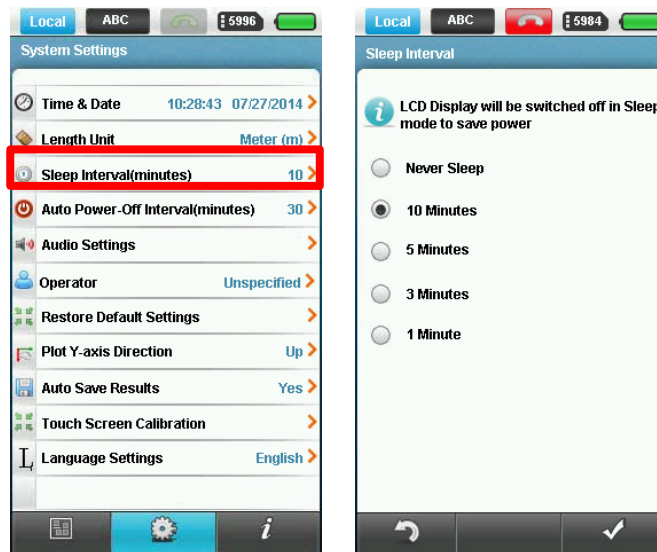 Local ABC 5996
System Settings
Time & Date 10:28:43 07/27/2014
Length Unit Meter (m)
Sleep Interval(minutes) 10
Auto Power-Off Interval(minutes) 30
Audio Settings
Operator Unspecified
Restore Default Settings
Plot Y-axis Direction Up
Auto Save Results Yes
Touch Screen Calibration
L Language Settings English
i
Local ABC 5984
Sleep Interval
i LCD Display will be switched off in Sleep
mode to save power
Never Sleep
10 Minutes
5 Minutes
3 Minutes
1 Minute